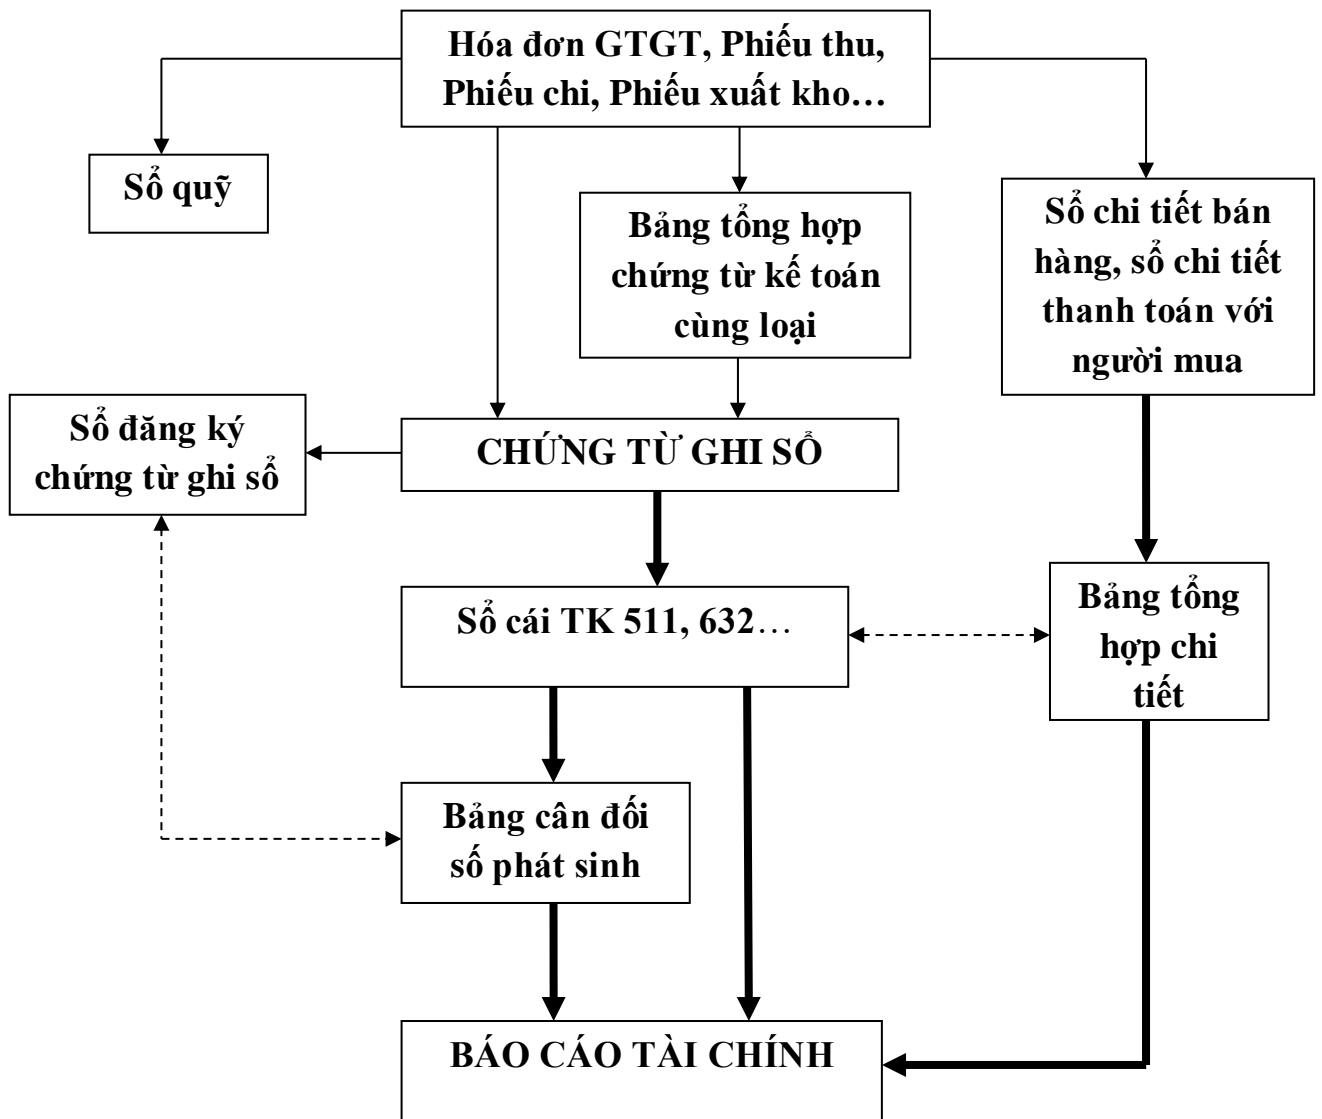 Hóa đơn GTGT, Phiếu thu,
Phiếu chi, Phiếu xuất kho…
Sổ quỹ
Bảng tổng hợp
chứng từ kế toán
cùng loại
Sổ chi tiết bán
hàng, sổ chi tiết
thanh toán với
người mua
Sổ đăng ký
chứng từ ghi sổ
CHỨNG TỪ GHI SỔ
Sổ cái TK 511, 632…
Bảng tổng
hợp chi
tiết
Bảng cân đối
số phát sinh
BÁO CÁO TÀI CHÍNH